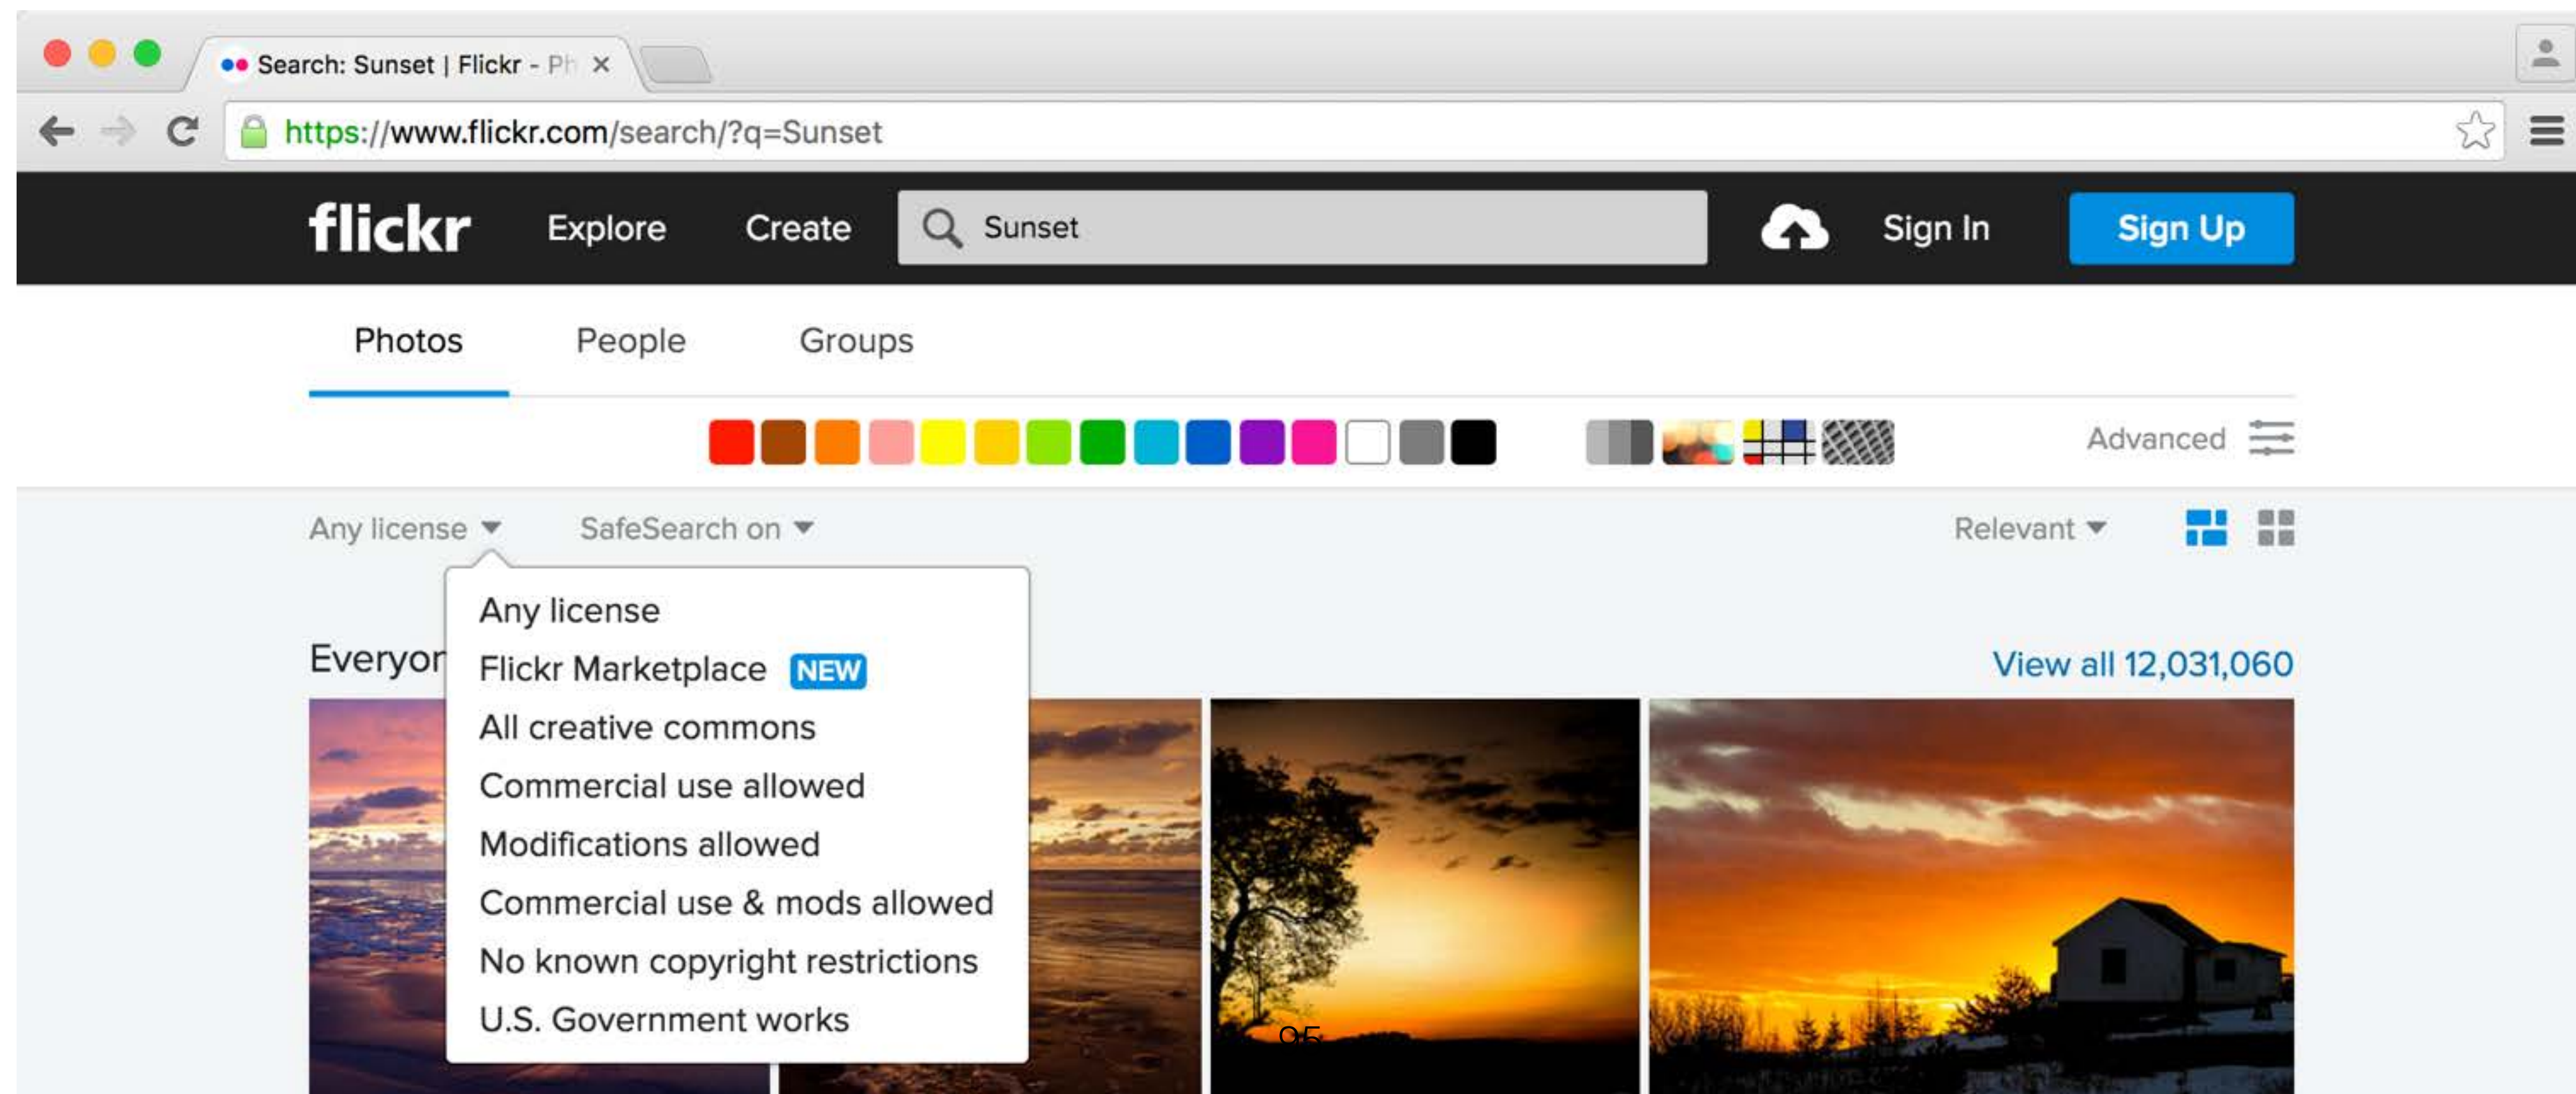 Search: Sunset | Flickr - Ph
https://www.flickr.com/search/?q=Sunset
flickr Explore Create Sunset Sign In Sign Up
Photos People Groups
Advanced
Any license SafeSearch on Relevant
Any license
Everyon Flickr Marketplace NEW View all 12,031,060
All creative commons
Commercial use allowed
Modifications allowed
Commercial use & mods allowed
No known copyright restrictions
U.S. Government works
95